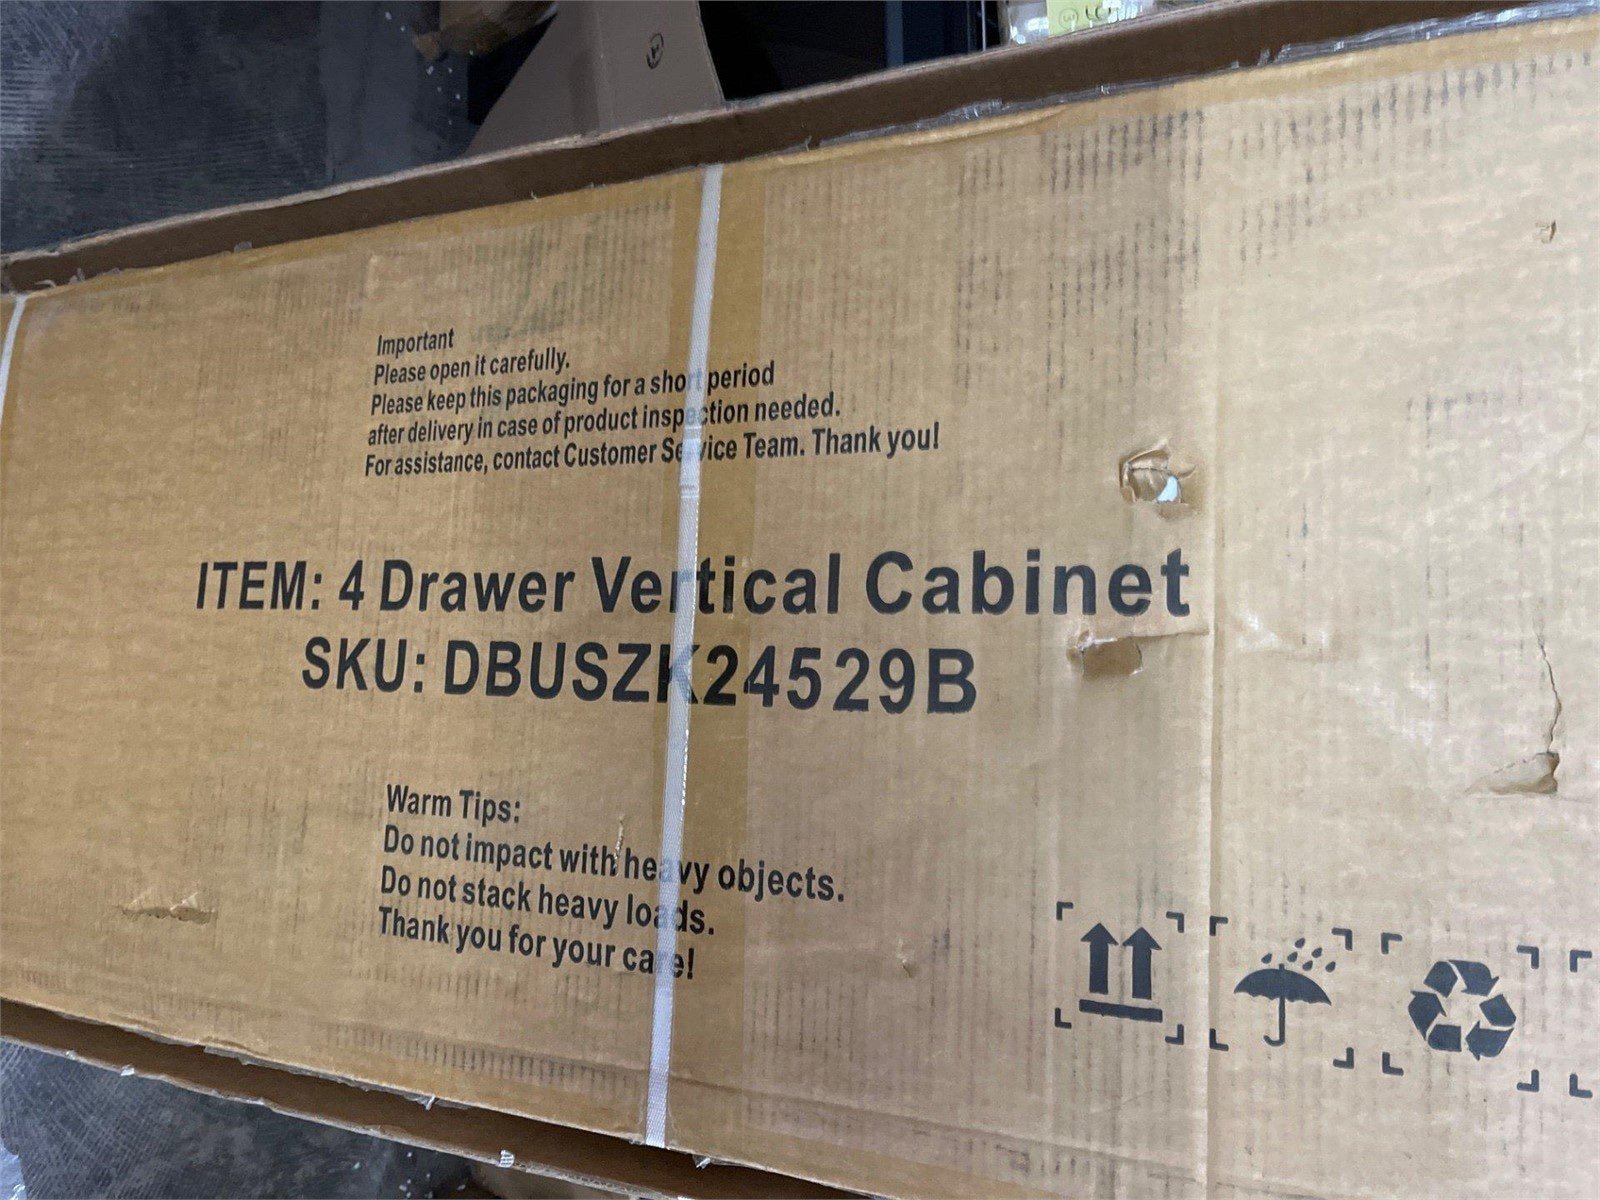 Important
Please open it carefully.
Please keep this packaging for a short period
after delivery in case of product inspection needed.
For assistance, contact Customer Service Team. Thank you!
ITEM: 4 Drawer Vertical Cabinet
SKU: DBUSZK24529B
Warm Tips:
Do not impact with heavy objects.
Do not stack heavy loads.
Thank you for your care!